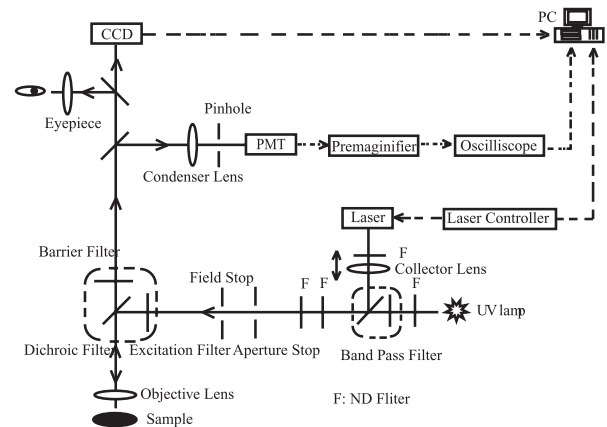 PC
CCD
Eyepiece
Pinhole
PMT
Premaginifier
Oscilliscope
Condenser Lens
Laser
Laser Controller
Barrier Filter
F
Collector Lens
Field Stop
F F
F
UV lamp
Dichroic Filter
Excitation Filter
Aperture Stop
Band Pass Filter
Objective Lens
F: ND Fliter
Sample